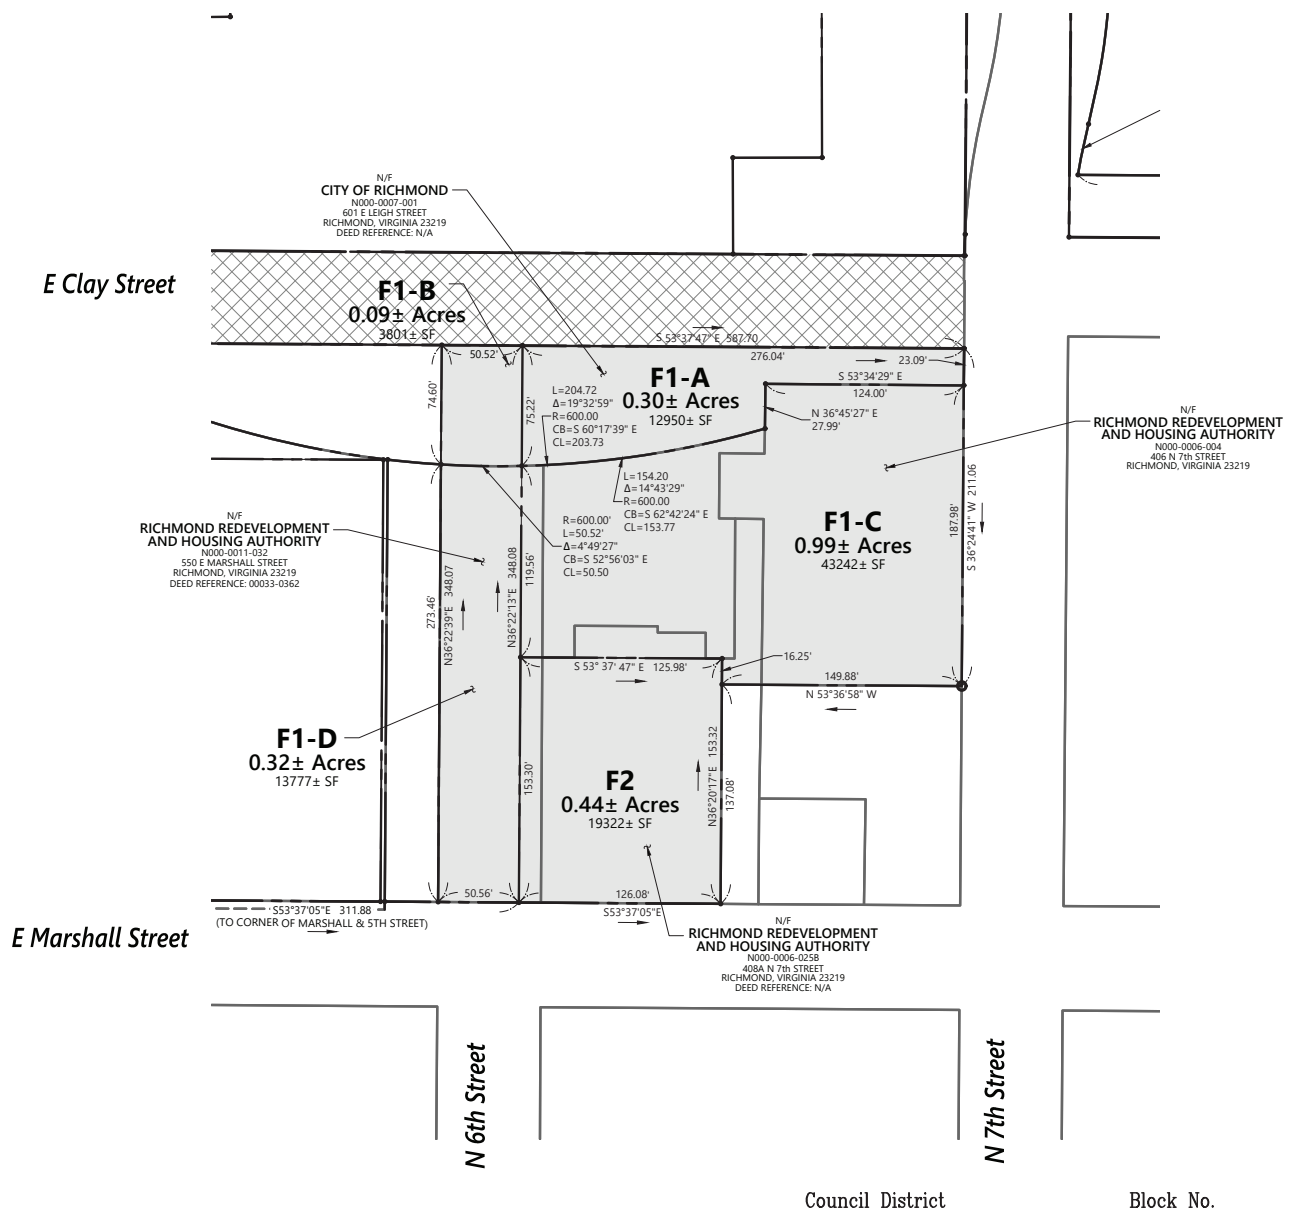 N/F
CITY OF RICHMOND
N000-0007-001
601 E LEIGH STREET
RICHMOND, VIRGINIA 23219
DEED REFERENCE: N/A
E Clay Street
F1-B
0.09± Acres
3801± SF
S 53°37'47" E 587.70
50.52'
276.04'
23.09'
S 53°34'29" E
124.00'
F1-A
0.30± Acres
12950± SF
74.60'
75.22'
L=204.72
Δ=19°32'59"
R=600.00
CB=S 60°17'39" E
CL=203.73
N 36°45'27" E
27.99'
N/F
RICHMOND REDEVELOPMENT
AND HOUSING AUTHORITY
N000-0006-004
406 N 7th STREET
RICHMOND, VIRGINIA 23219
L=154.20
Δ=14°43'29"
R=600.00
CB=S 62°42'24" E
CL=153.77
R=600.00'
L=50.52'
Δ=4°49'27"
CB=S 52°56'03" E
CL=50.50
N/F
RICHMOND REDEVELOPMENT
AND HOUSING AUTHORITY
N000-0011-032
550 E MARSHALL STREET
RICHMOND, VIRGINIA 23219
DEED REFERENCE: 00033-0362
F1-C
0.99± Acres
43242± SF
187.98'
S 36°24'41" W 211.06
273.46'
N36°22'39"E 348.07
N36°22'13"E 348.08
119.56'
S 53° 37' 47" E 125.98'
16.25'
149.88'
N 53°36'58" W
F1-D
0.32± Acres
13777± SF
153.30'
F2
0.44± Acres
19322± SF
N36°20'17"E 153.32
137.08'
50.56'
126.08'
S53°37'05"E 311.88
(TO CORNER OF MARSHALL & 5TH STREET)
S53°37'05"E
E Marshall Street
N/F
RICHMOND REDEVELOPMENT
AND HOUSING AUTHORITY
N000-0006-025B
408A N 7th STREET
RICHMOND, VIRGINIA 23219
DEED REFERENCE: N/A
N 6th Street
N 7th Street
Council District
Block No.